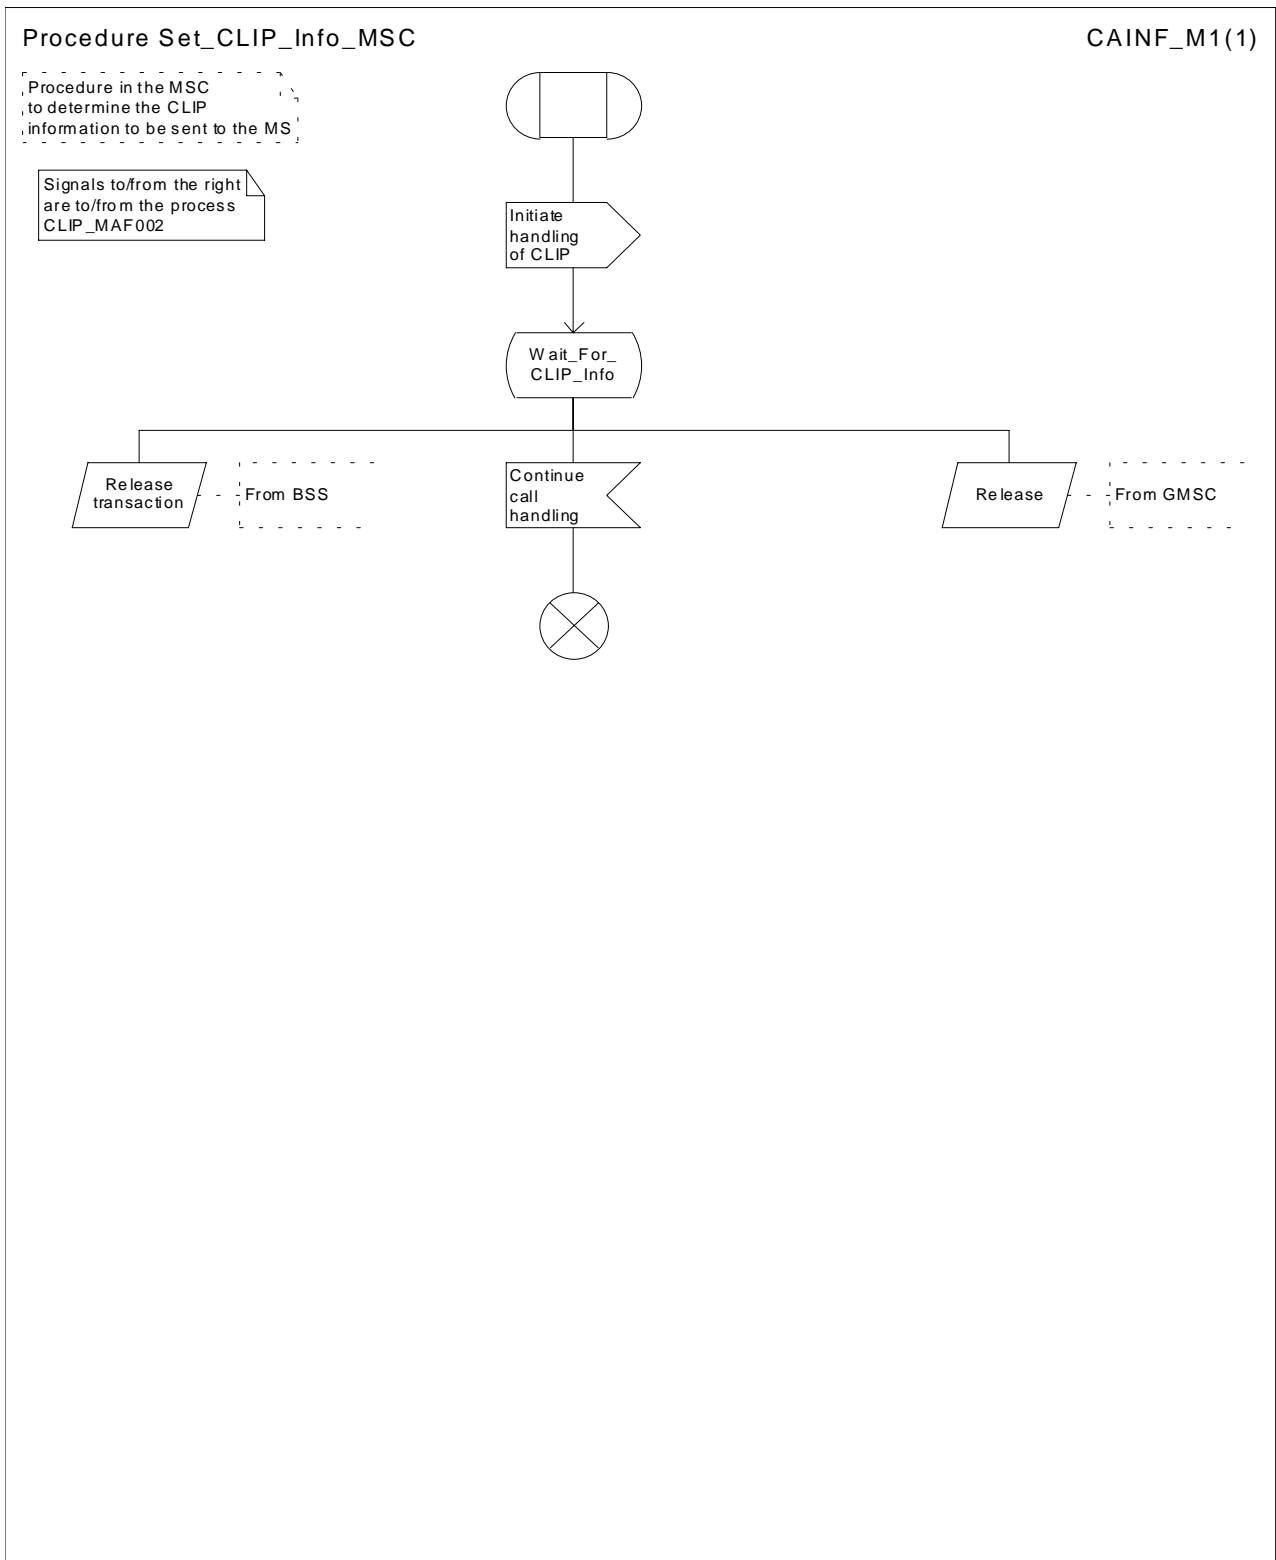 Procedure Set_CLIP_Info_MSC
CAINF_M1(1)
Procedure in the MSC
to determine the CLIP
information to be sent to the MS
Signals to/from the right
are to/from the process
CLIP_MAF002
Initiate
handling
of CLIP
Wait_For_
CLIP_Info
Release
transaction
From BSS
Continue
call
handling
Release
From GMSC